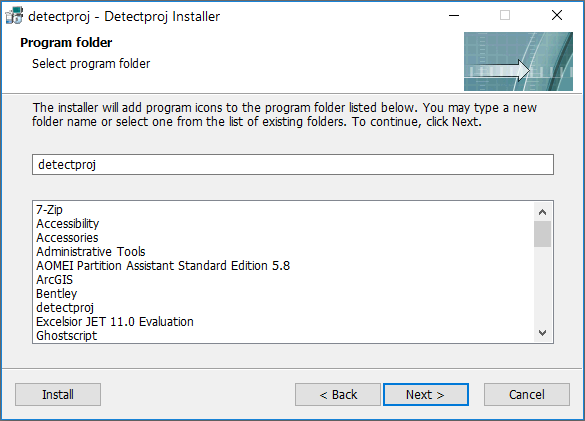 detectproj - Detectproj Installer
Program folder
Select program folder
The installer will add program icons to the program folder listed below. You may type a new
folder name or select one from the list of existing folders. To continue, click Next.
detectproj
7-Zip
Accessibility
Accessories
Administrative Tools
AOMEI Partition Assistant Standard Edition 5.8
ArcGIS
Bentley
detectproj
Excelsior JET 11.0 Evaluation
Ghostscript
Install
< Back
Next >
Cancel